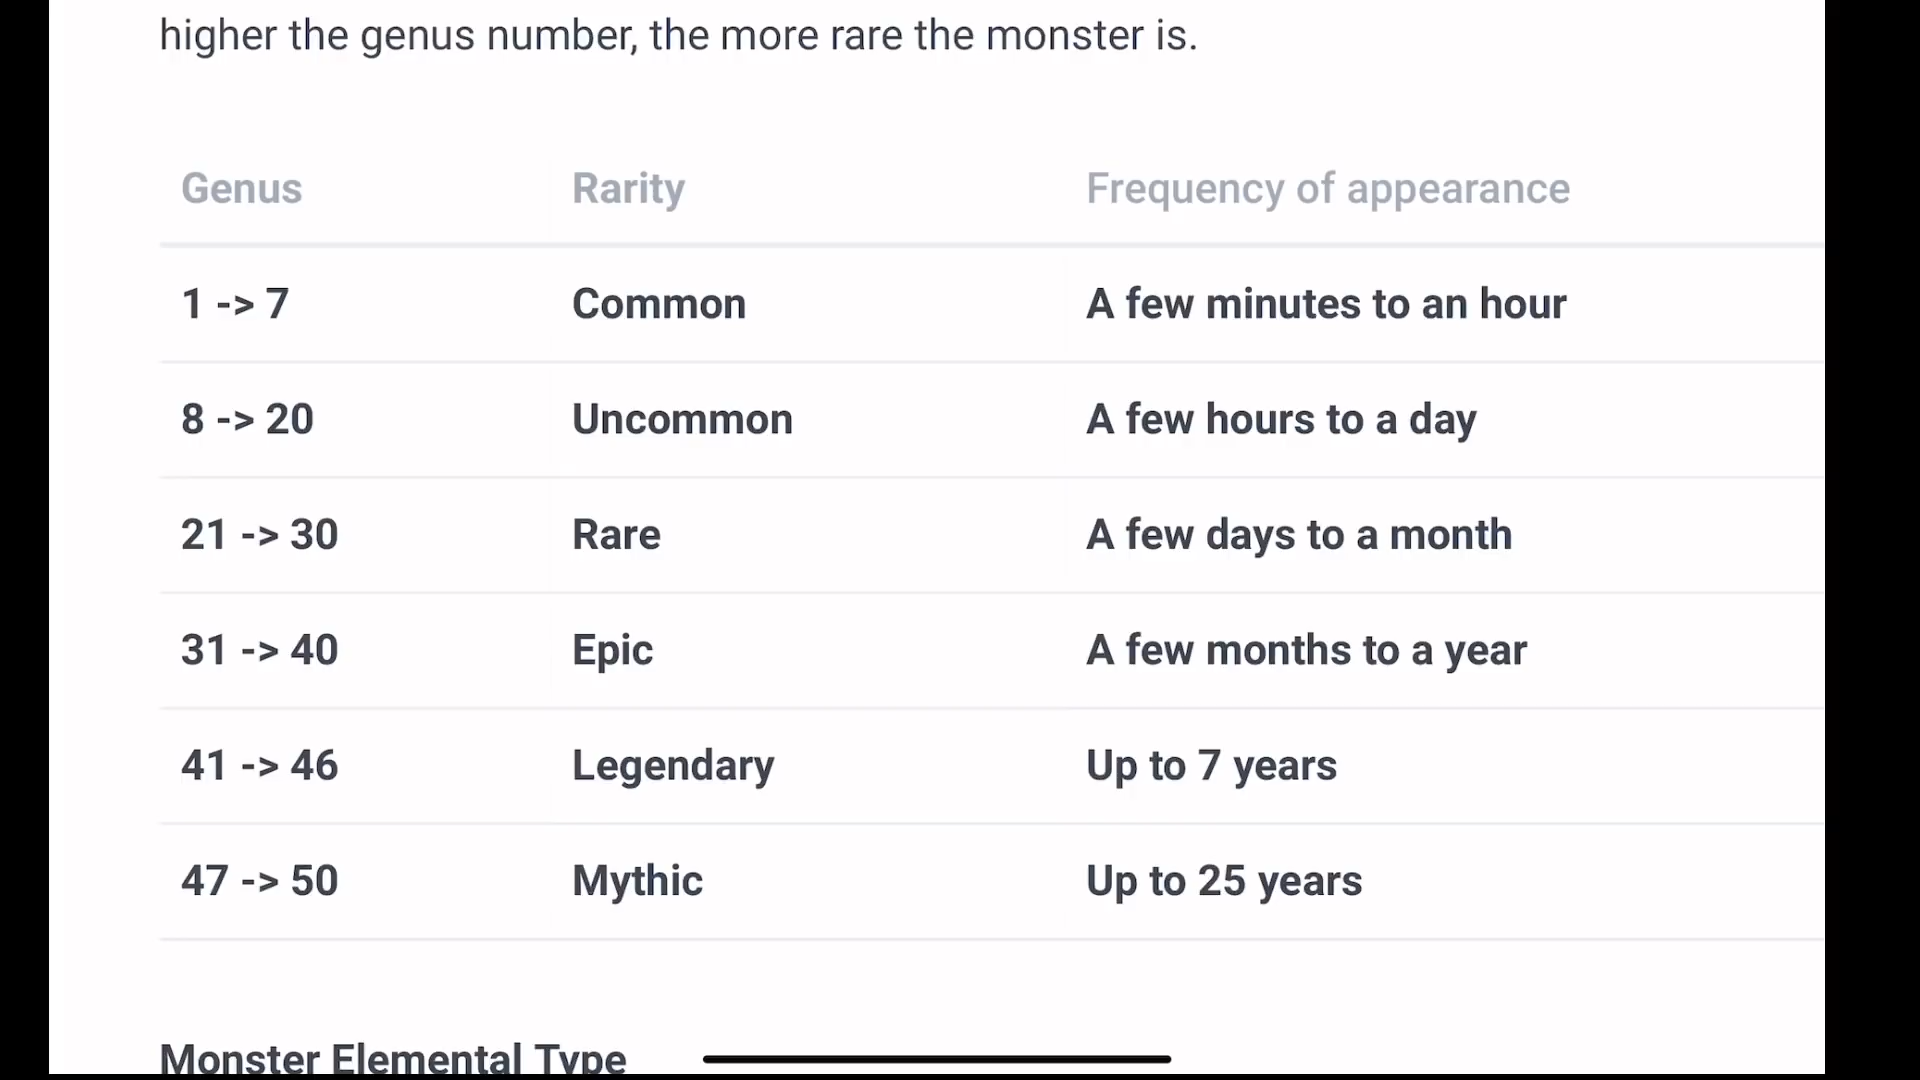 higher the genus number, the more rare the monster is.
Genus Rarity Frequency of appearance
1 -> 7 Common A few minutes to an hour
8 -> 20 Uncommon A few hours to a day
21 -> 30 Rare A few days to a month
31 -> 40 Epic A few months to a year
41 -> 46 Legendary Up to 7 years
47 -> 50 Mythic Up to 25 years
Monster Elemental Type